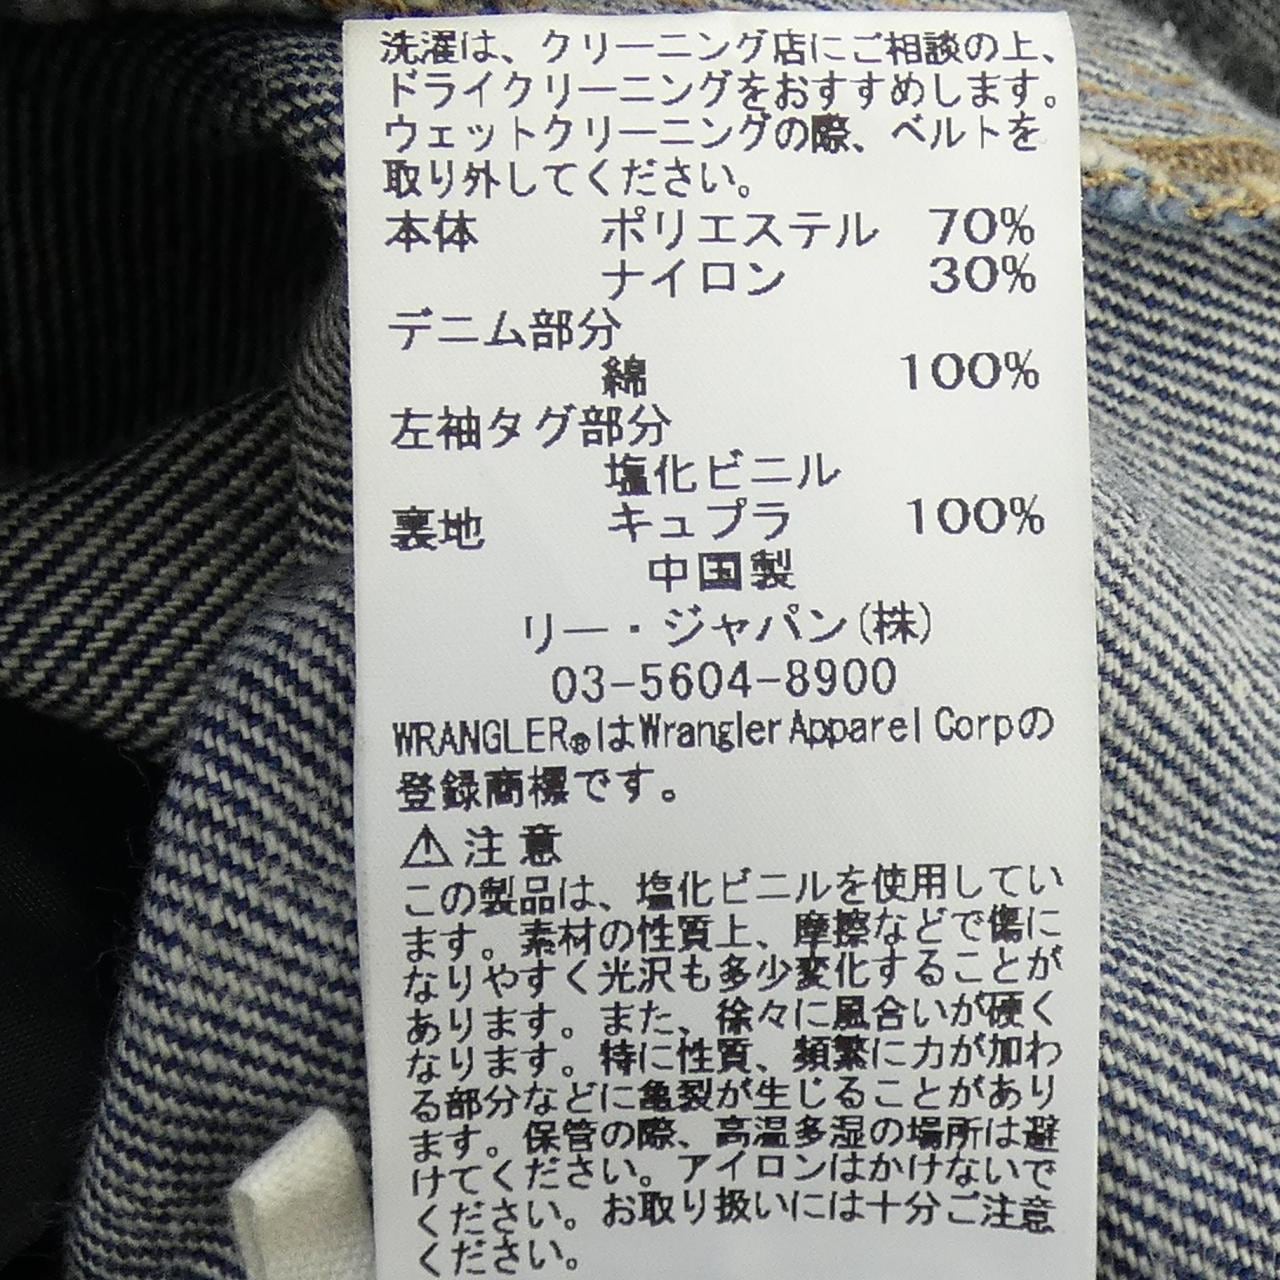 洗濯は、クリーニング店にご相談の上、
ドライクリーニングをおすすめします。
ウェットクリーニングの際、ベルトを
取り外してください。
本体 ポリエステル 70%
ナイロン 30%
デニム部分
綿 100%
左袖タグ部分
塩化ビニル
裏地 キュプラ 100%
中国製
リー・ジャパン(株)
03-5604-8900
WRANGLER®はWrangler Apparel Corpの
登録商標です。
⚠注意
この製品は、塩化ビニルを使用してい
ます。素材の性質上、摩擦などで傷に
なりやすく光沢も多少変化することが
あります。また、徐々に風合いが硬く
なります。特に性質、頻繁に力が加わ
る部分などに亀裂が生じることがあり
ます。保管の際、高温多湿の場所は避
けてください。アイロンはかけないで
ください。お取り扱いには十分ご注意
ください。